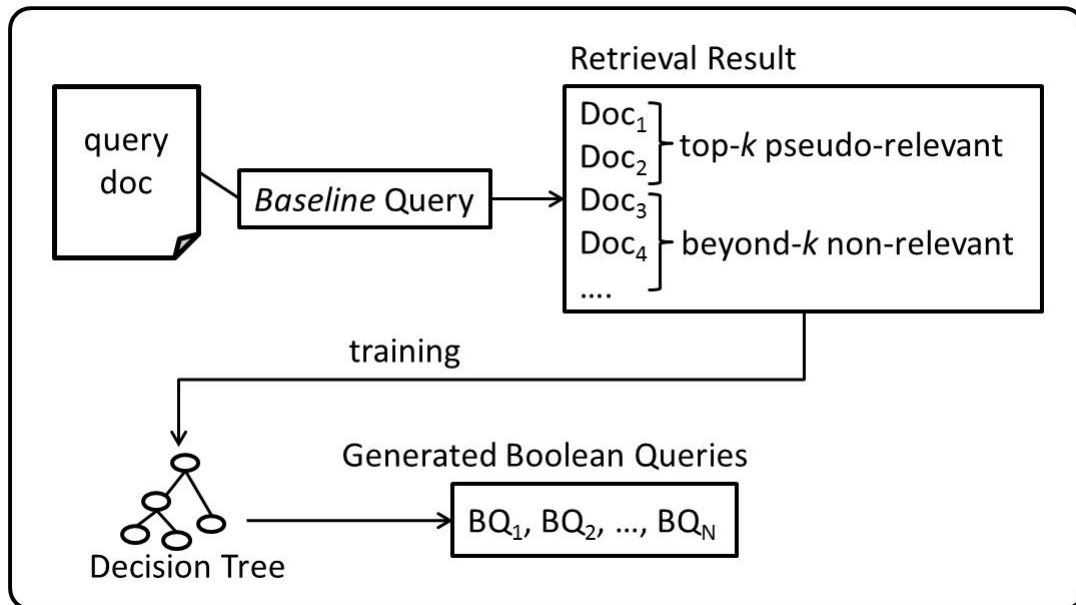 Retrieval Result
query
doc
Baseline Query
Doc₁
Doc₂
top-k pseudo-relevant
Doc₃
Doc₄
....
beyond-k non-relevant
training
Decision Tree
Generated Boolean Queries
BQ₁, BQ₂, ..., BQ_N